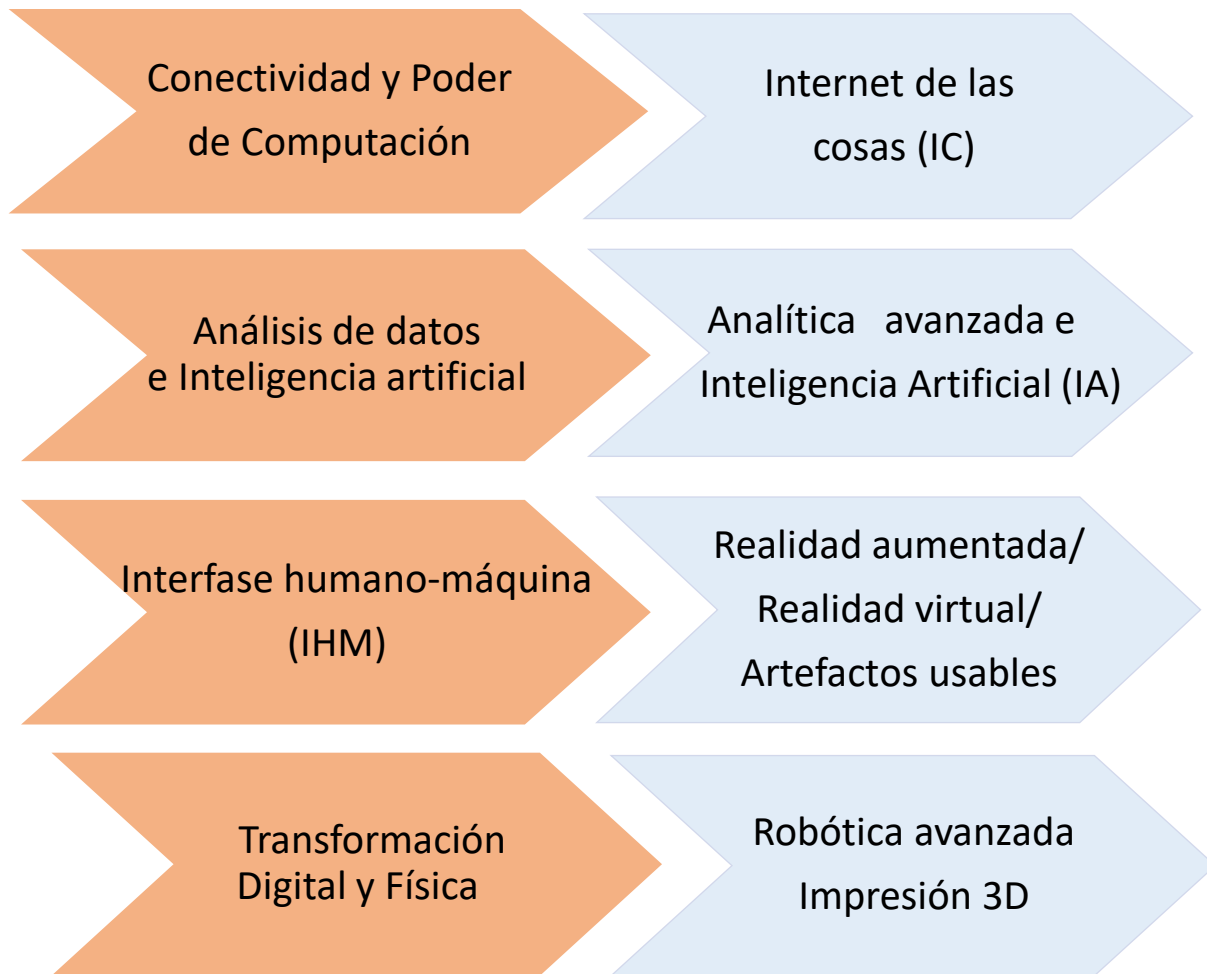 Conectividad y Poder
de Computación
Internet de las
cosas (IC)
Análisis de datos
e Inteligencia artificial
Analítica avanzada e
Inteligencia Artificial (IA)
Interfase humano-máquina
(IHM)
Realidad aumentada/
Realidad virtual/
Artefactos usables
Transformación
Digital y Física
Robótica avanzada
Impresión 3D